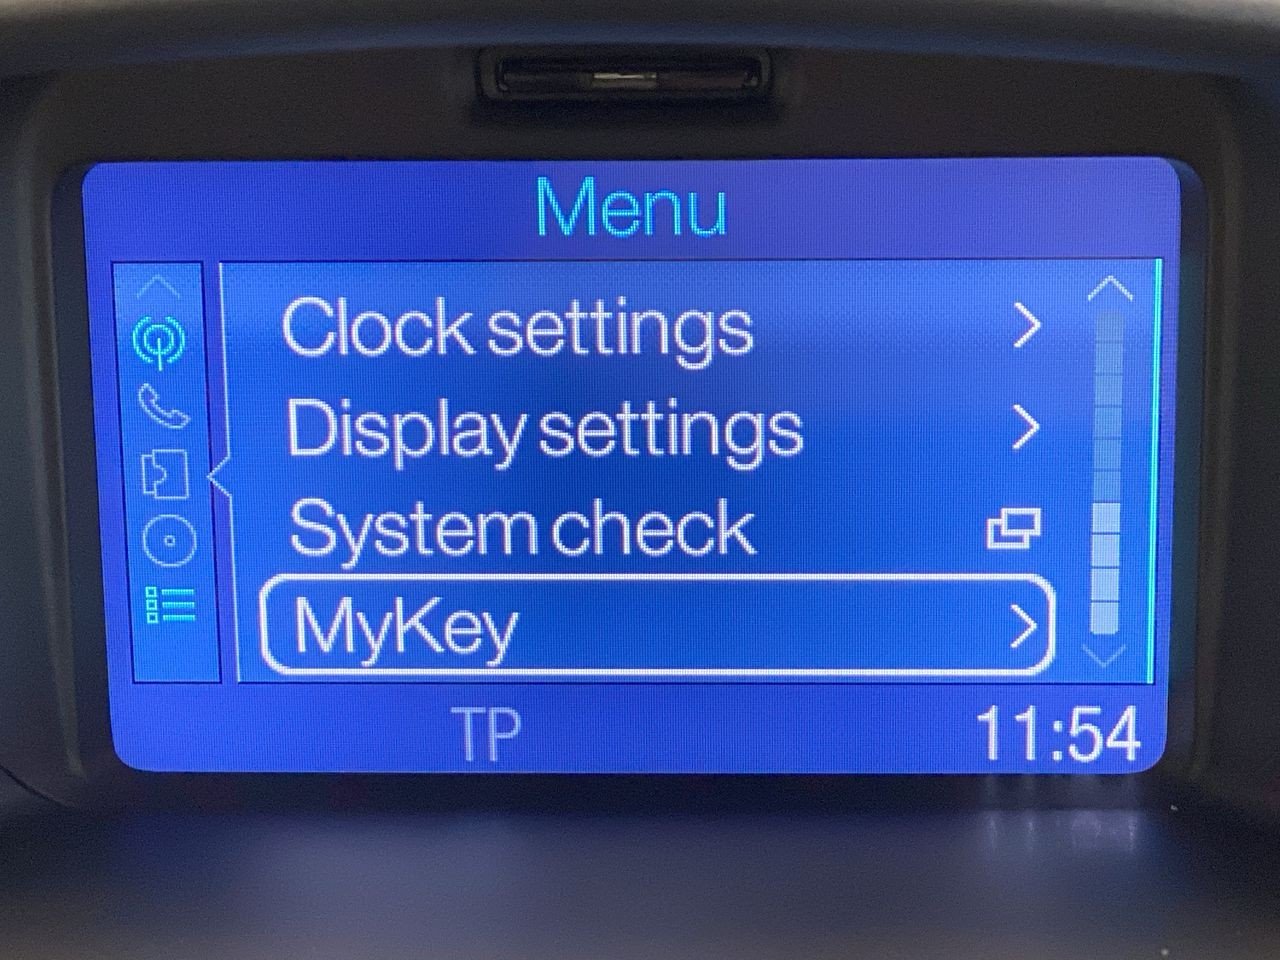 Menu
Clock settings
Display settings
System check
MyKey
TP
11:54